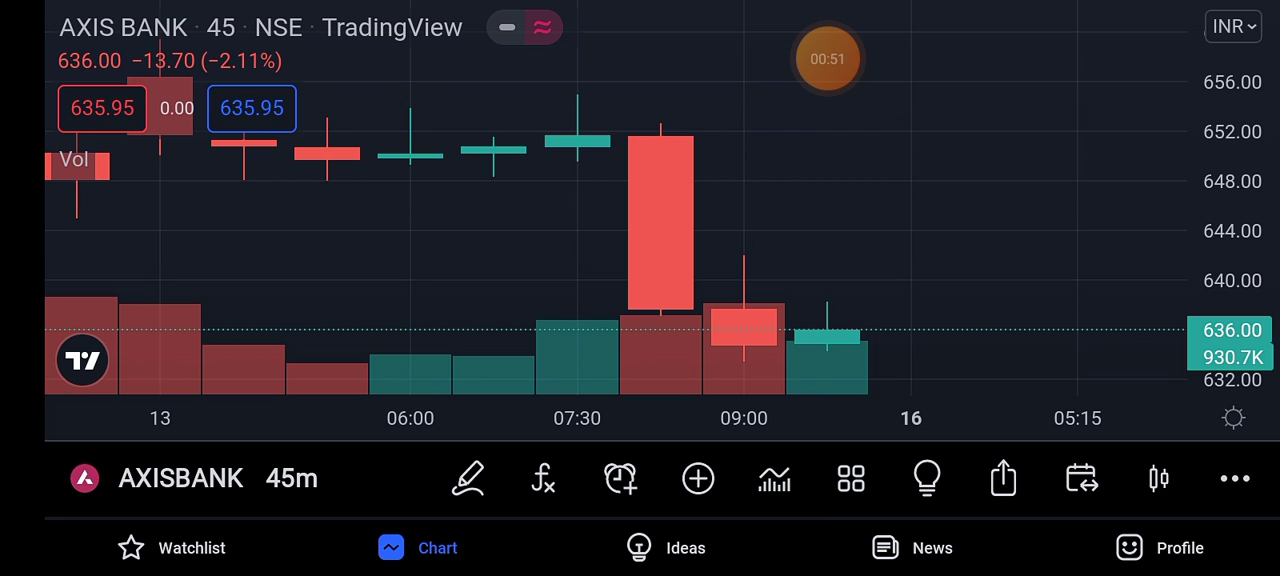 AXIS BANK · 45 · NSE · TradingView
INR
636.00 −13.70 (−2.11%)
00:51
635.95 0.00 635.95
Vol
656.00
652.00
648.00
644.00
640.00
636.00
930.7K
632.00
13 06:00 07:30 09:00 16 05:15
AXISBANK 45m
Watchlist Chart Ideas News Profile